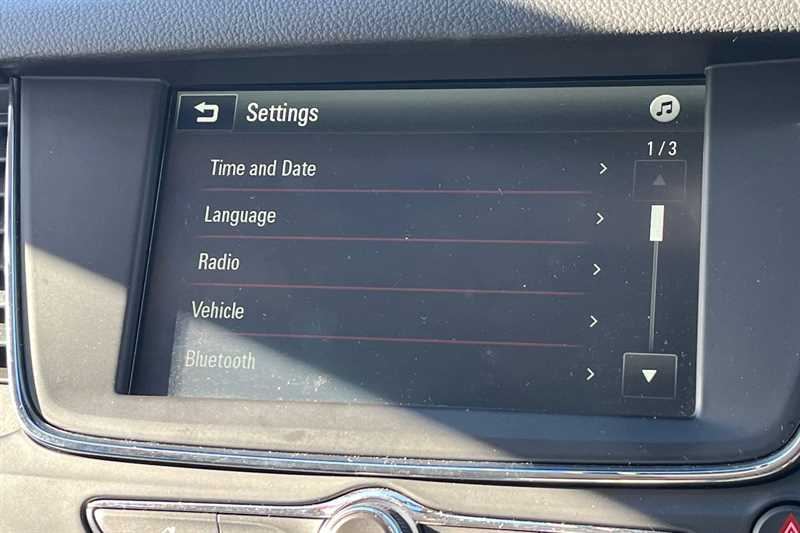 Settings
1/3
Time and Date
Language
Radio
Vehicle
Bluetooth